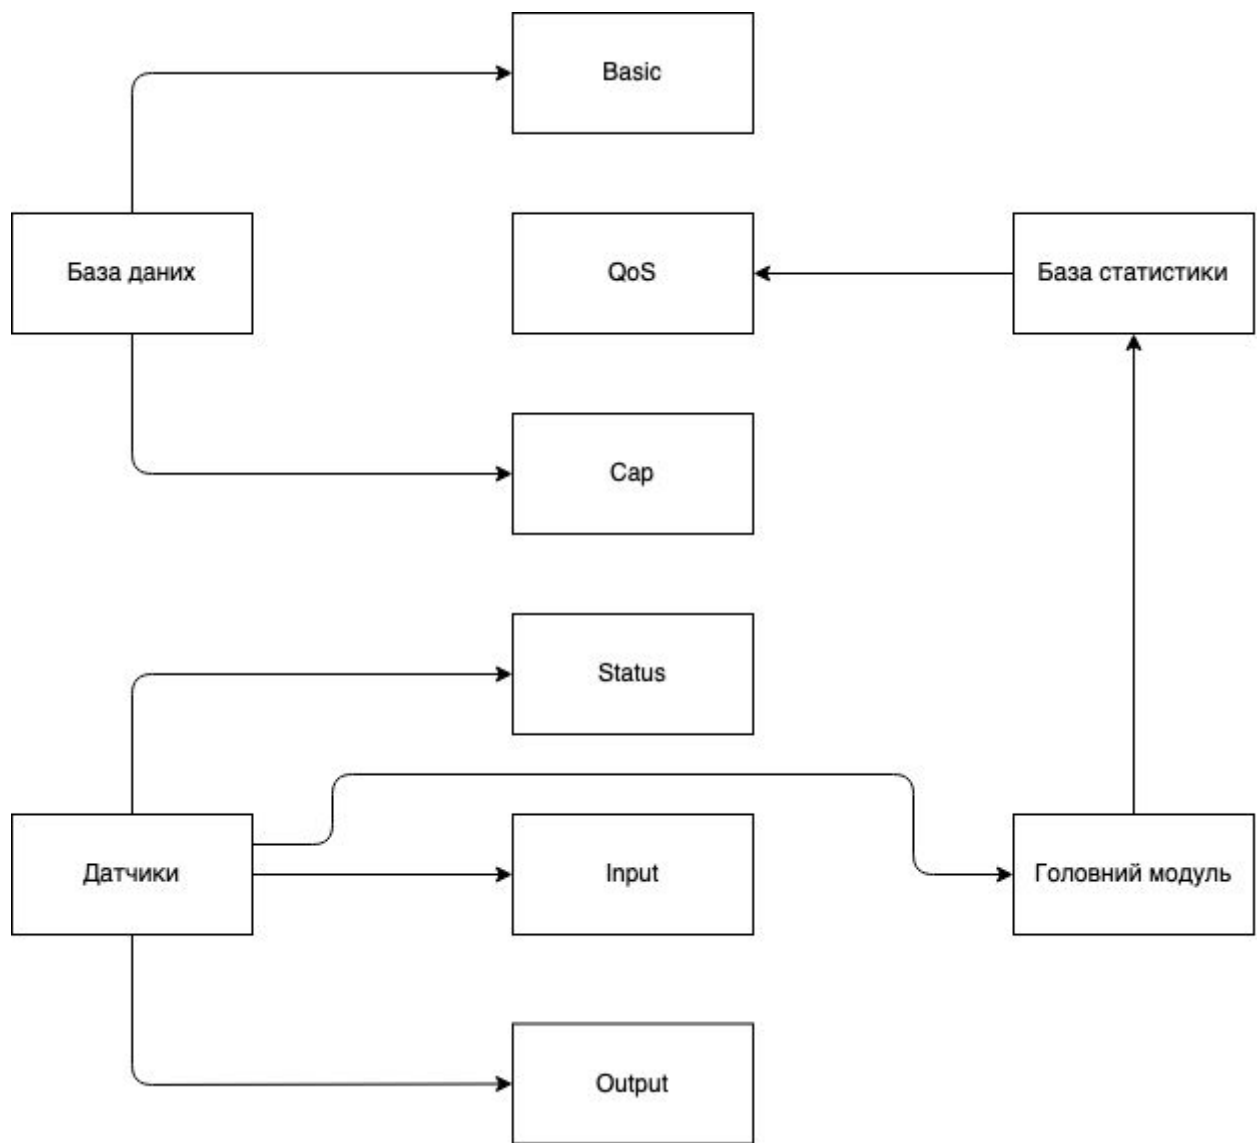 Basic
База даних
QoS
База статистики
Cap
Status
Датчики
Input
Головний модуль
Output